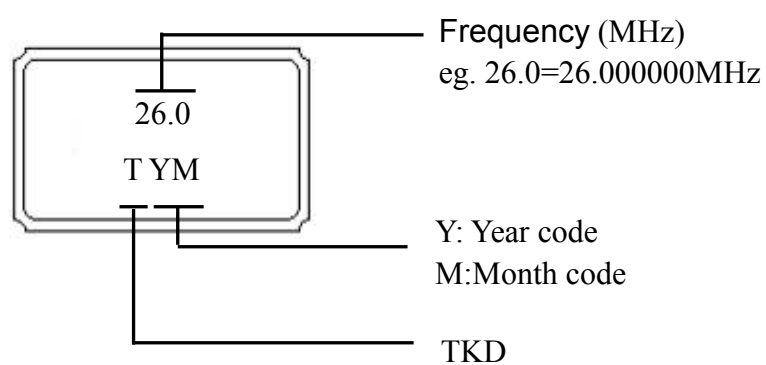 Frequency (MHz)
eg. 26.0=26.000000MHz
26.0
T YM
Y: Year code
M:Month code
TKD